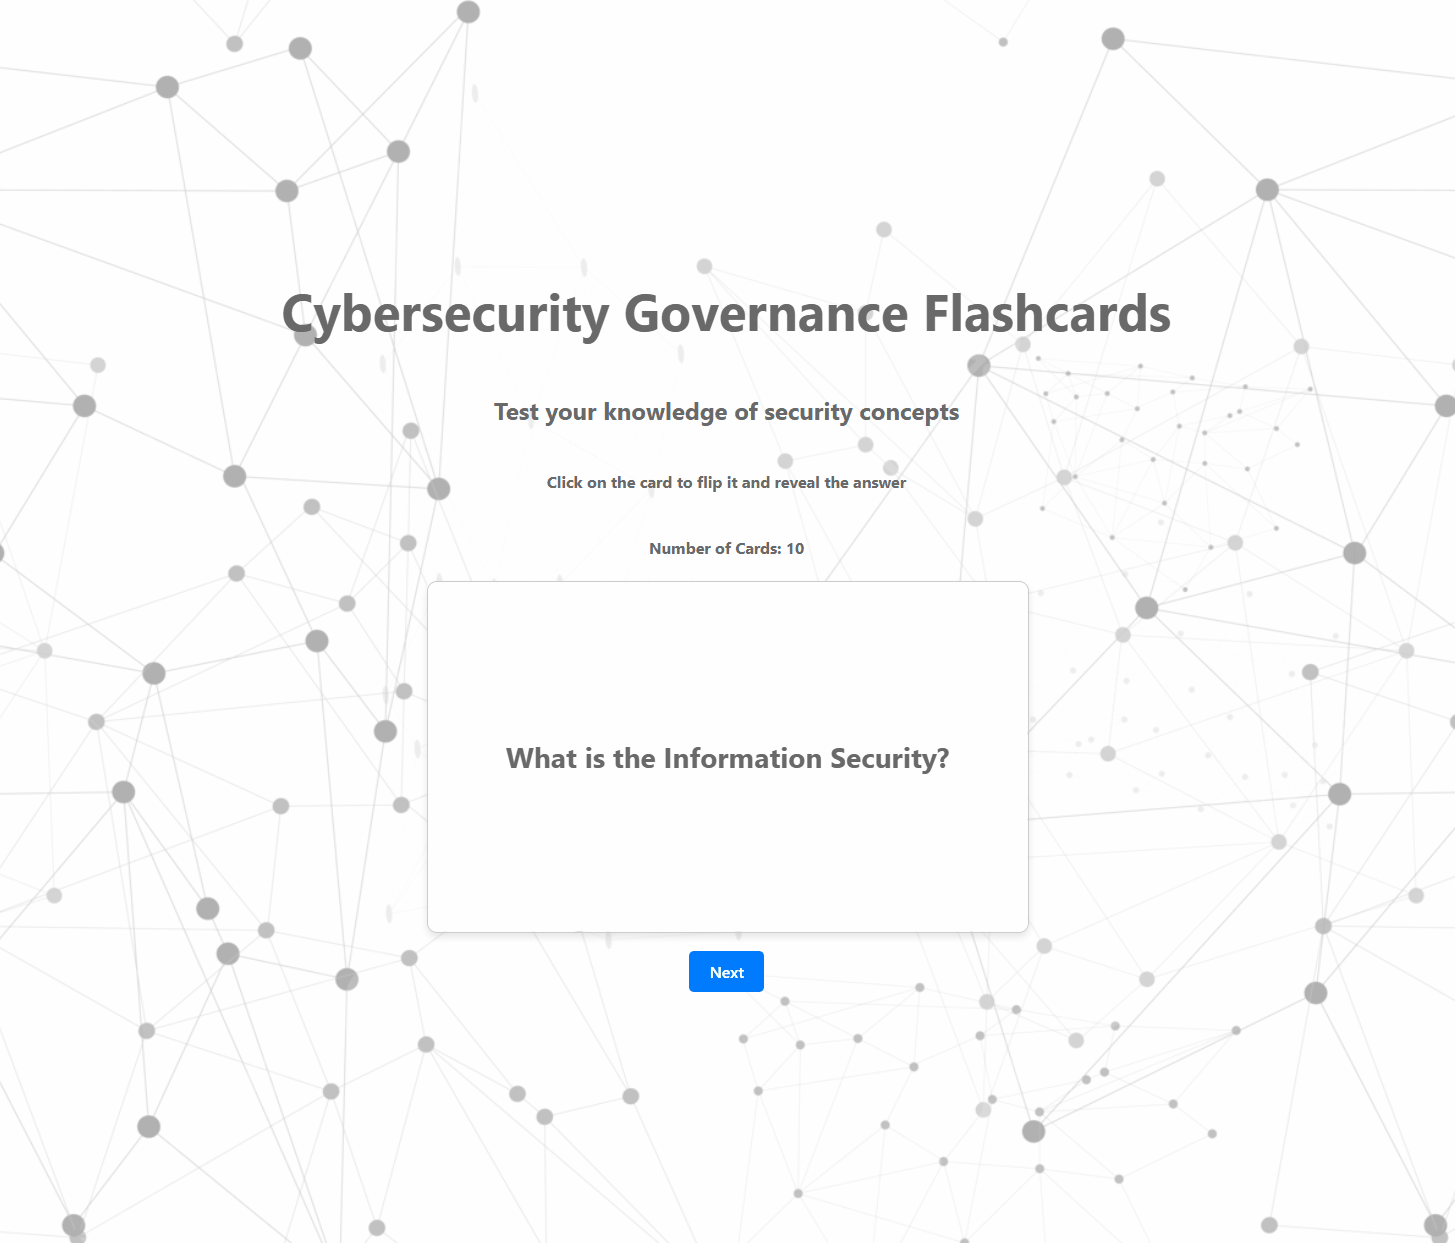 Cybersecurity Governance Flashcards
Test your knowledge of security concepts
Click on the card to flip it and reveal the answer
Number of Cards: 10
What is the Information Security?
Next